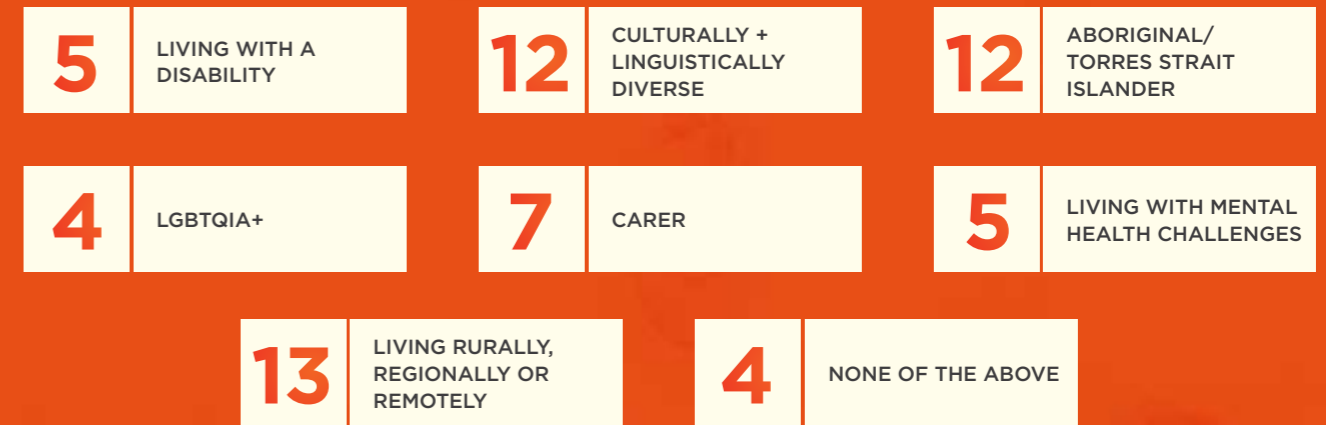 5
LIVING WITH A
DISABILITY
12
CULTURALLY +
LINGUISTICALLY
DIVERSE
12
ABORIGINAL/
TORRES STRAIT
ISLANDER
4
LGBTQIA+
7
CARER
5
LIVING WITH MENTAL
HEALTH CHALLENGES
13
LIVING RURALLY,
REGIONALLY OR
REMOTELY
4
NONE OF THE ABOVE